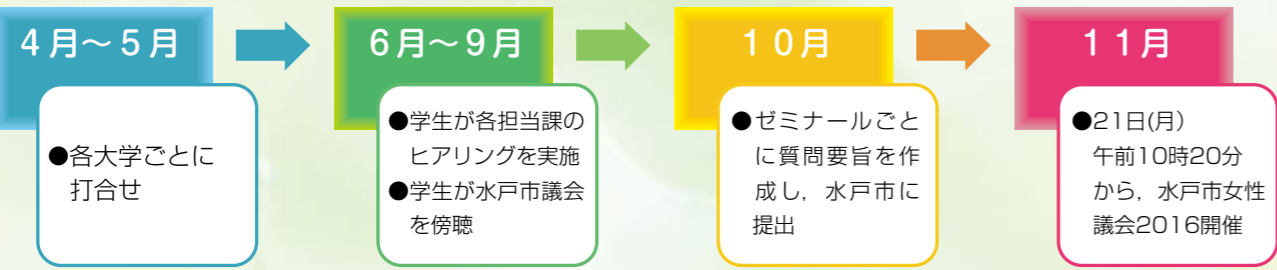 4月～5月
●各大学ごとに
打合せ
6月～9月
●学生が各担当課の
ヒアリングを実施
●学生が水戸市議会
を傍聴
10月
●ゼミナールごと
に質問要旨を作
成し，水戸市に
提出
11月
●21日(月)
午前10時20分
から，水戸市女性
議会2016開催